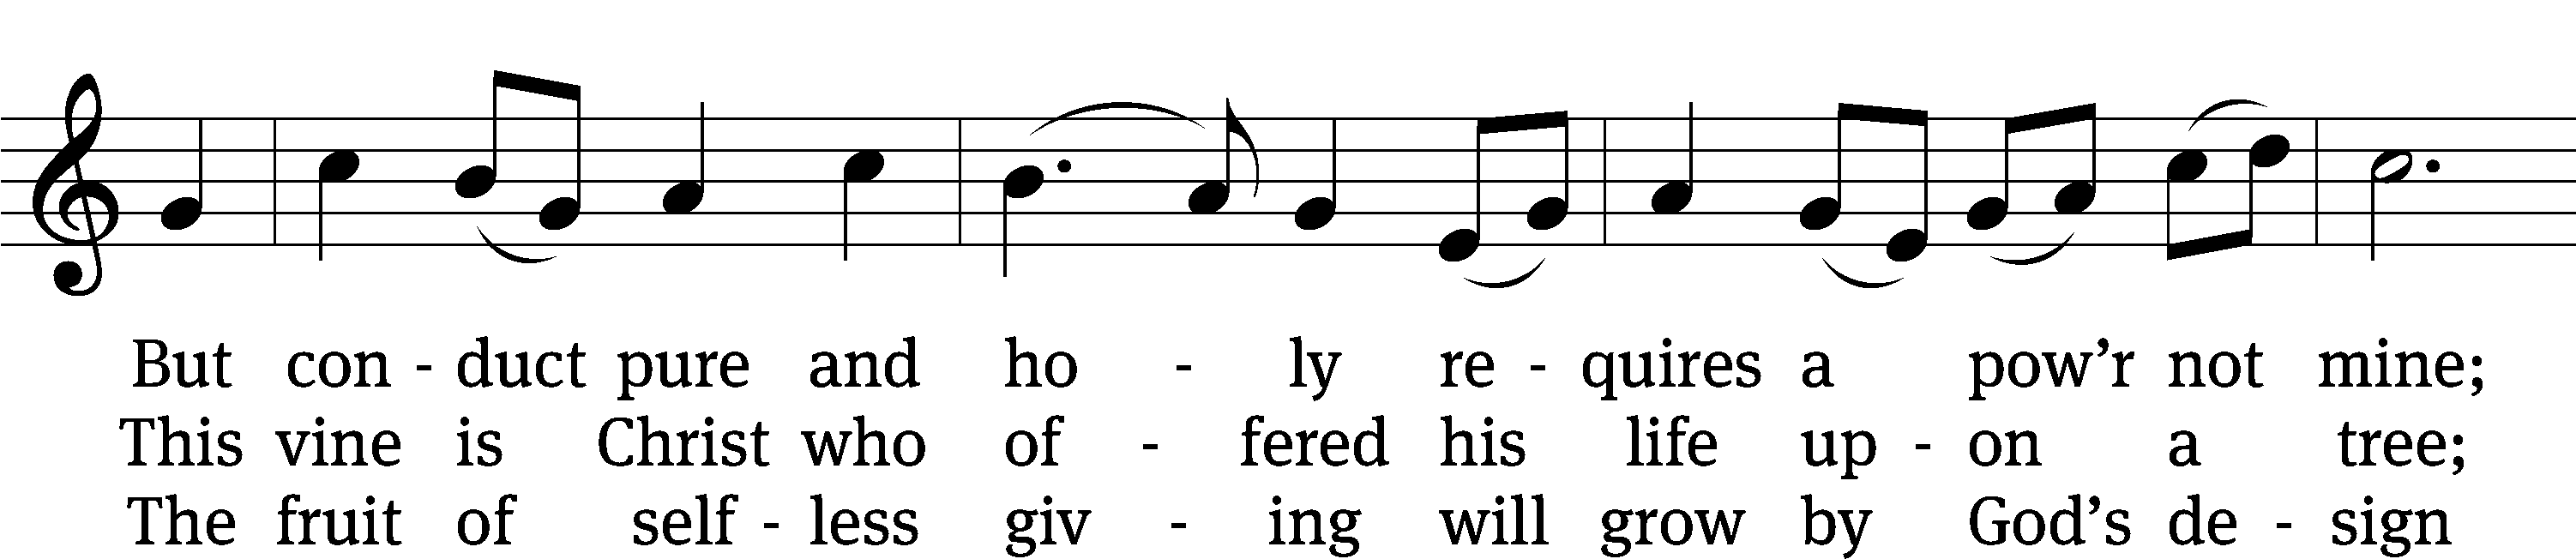 But con - duct pure and ho - ly re - quires a pow’r not mine;
This vine is Christ who of - fered his life up - on a tree;
The fruit of self - less giv - ing will grow by God’s de - sign